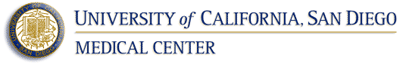 UNIVERSITY of CALIFORNIA, SAN DIEGO
MEDICAL CENTER